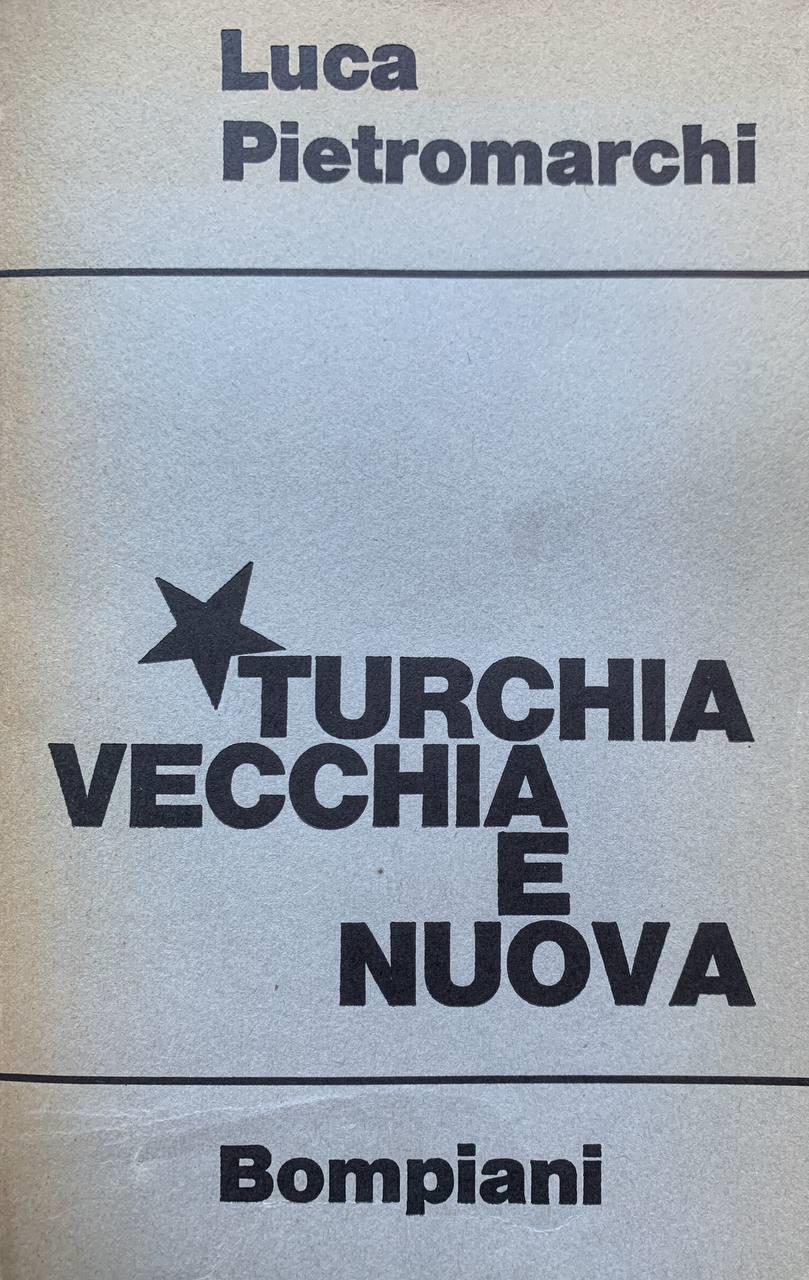 Luca
Pietromarchi
TURCHIA
VECCHIA
E
NUOVA
Bompiani